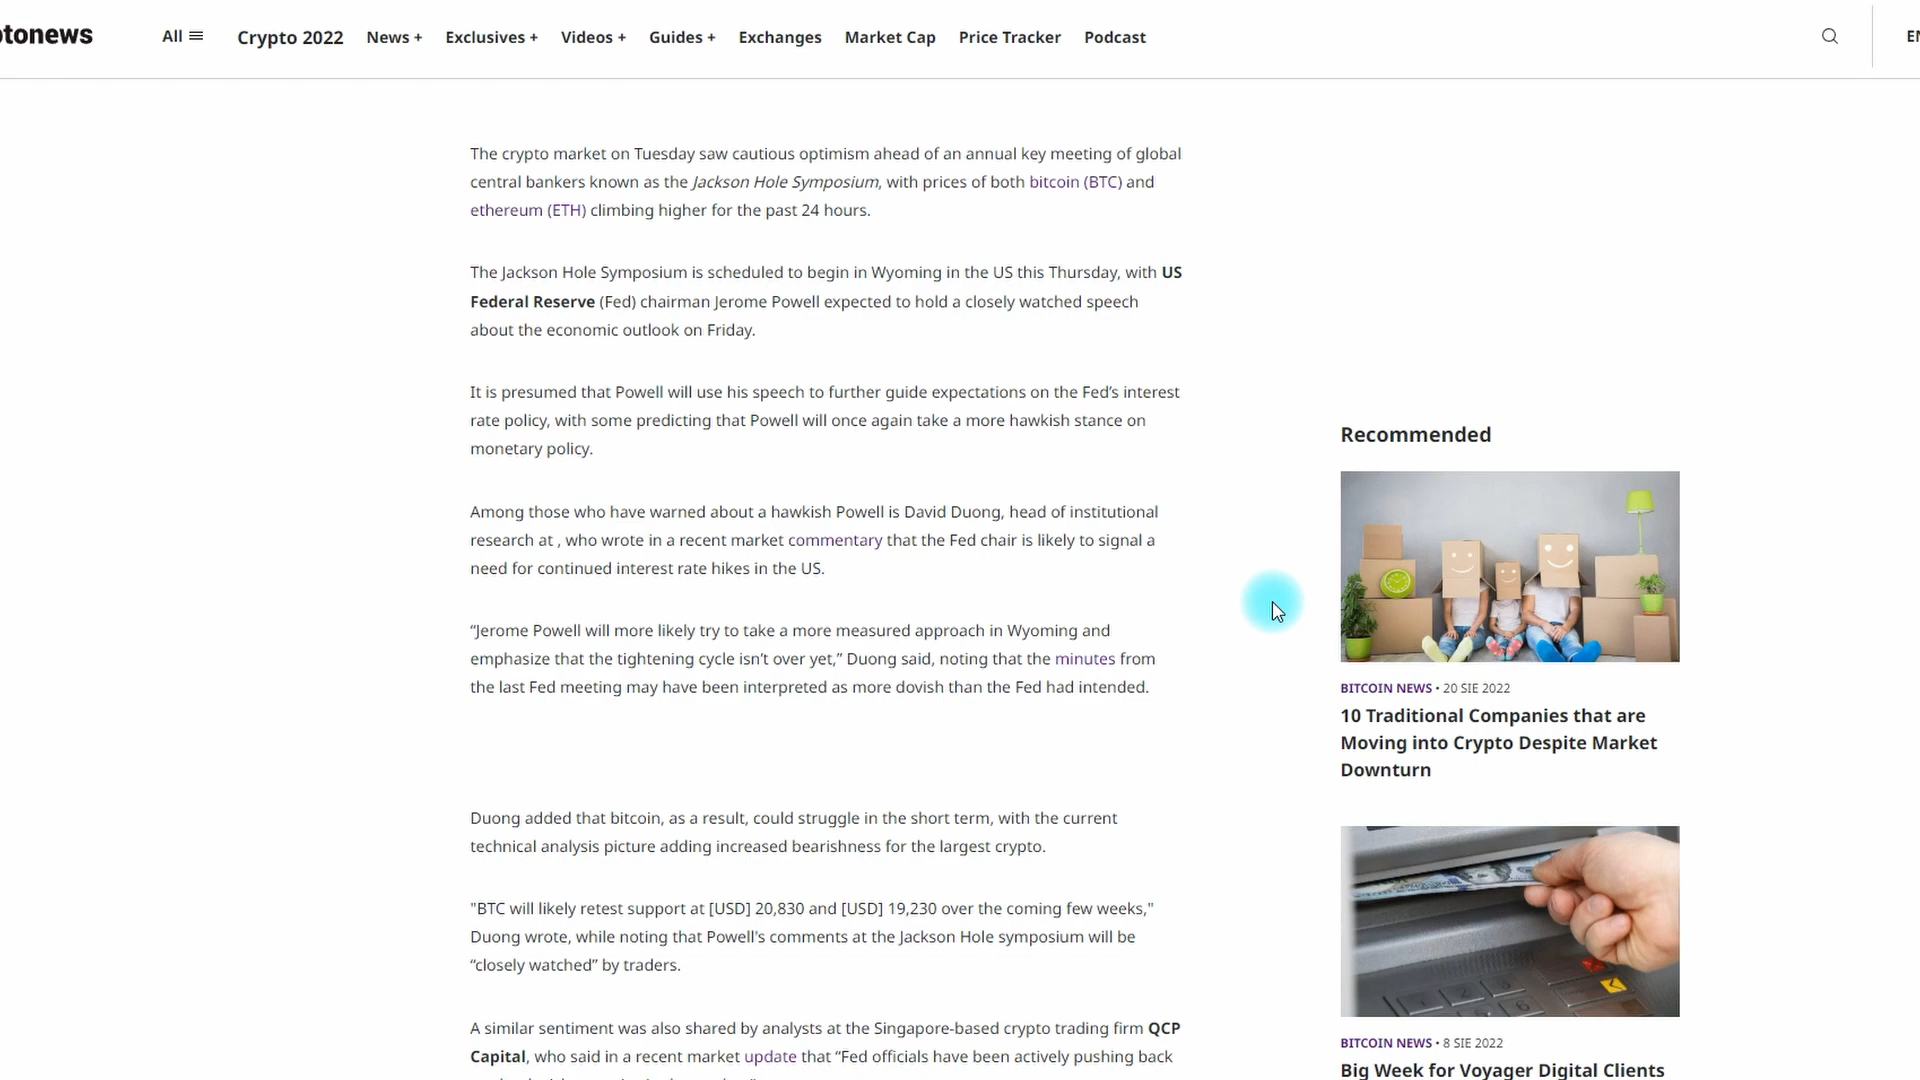 tonews
All
Crypto 2022
News +
Exclusives +
Videos +
Guides +
Exchanges
Market Cap
Price Tracker
Podcast
The crypto market on Tuesday saw cautious optimism ahead of an annual key meeting of global
central bankers known as the Jackson Hole Symposium, with prices of both bitcoin (BTC) and
ethereum (ETH) climbing higher for the past 24 hours.
The Jackson Hole Symposium is scheduled to begin in Wyoming in the US this Thursday, with US
Federal Reserve (Fed) chairman Jerome Powell expected to hold a closely watched speech
about the economic outlook on Friday.
It is presumed that Powell will use his speech to further guide expectations on the Fed’s interest
rate policy, with some predicting that Powell will once again take a more hawkish stance on
monetary policy.
Among those who have warned about a hawkish Powell is David Duong, head of institutional
research at , who wrote in a recent market commentary that the Fed chair is likely to signal a
need for continued interest rate hikes in the US.
“Jerome Powell will more likely try to take a more measured approach in Wyoming and
emphasize that the tightening cycle isn’t over yet,” Duong said, noting that the minutes from
the last Fed meeting may have been interpreted as more dovish than the Fed had intended.
Duong added that bitcoin, as a result, could struggle in the short term, with the current
technical analysis picture adding increased bearishness for the largest crypto.
"BTC will likely retest support at [USD] 20,830 and [USD] 19,230 over the coming few weeks,"
Duong wrote, while noting that Powell's comments at the Jackson Hole symposium will be
“closely watched” by traders.
A similar sentiment was also shared by analysts at the Singapore-based crypto trading firm QCP
Capital, who said in a recent market update that “Fed officials have been actively pushing back
Recommended
BITCOIN NEWS • 20 SIE 2022
10 Traditional Companies that are
Moving into Crypto Despite Market
Downturn
BITCOIN NEWS • 8 SIE 2022
Big Week for Voyager Digital Clients